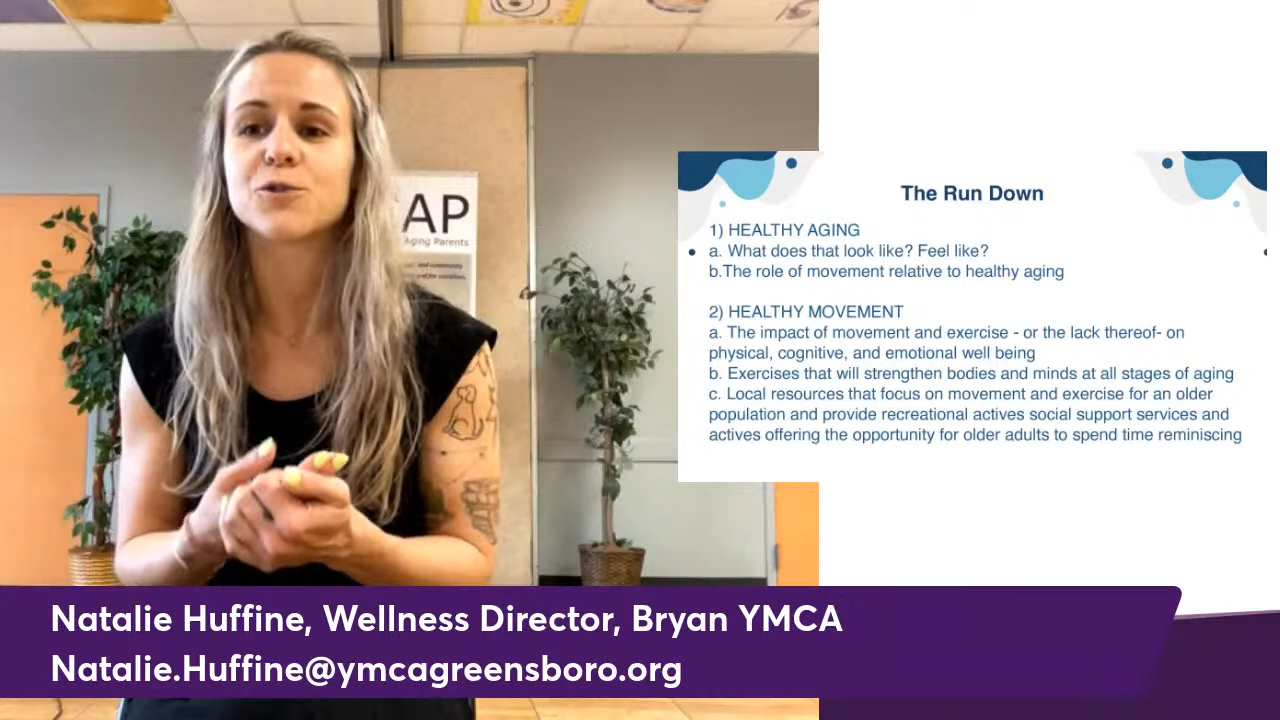 AP
Aging Parents
The Run Down
1) HEALTHY AGING
a. What does that look like? Feel like?
b.The role of movement relative to healthy aging
2) HEALTHY MOVEMENT
a. The impact of movement and exercise - or the lack thereof- on
physical, cognitive, and emotional well being
b. Exercises that will strengthen bodies and minds at all stages of aging
c. Local resources that focus on movement and exercise for an older
population and provide recreational actives social support services and
actives offering the opportunity for older adults to spend time reminiscing
Natalie Huffine, Wellness Director, Bryan YMCA
Natalie.Huffine@ymcagreensboro.org